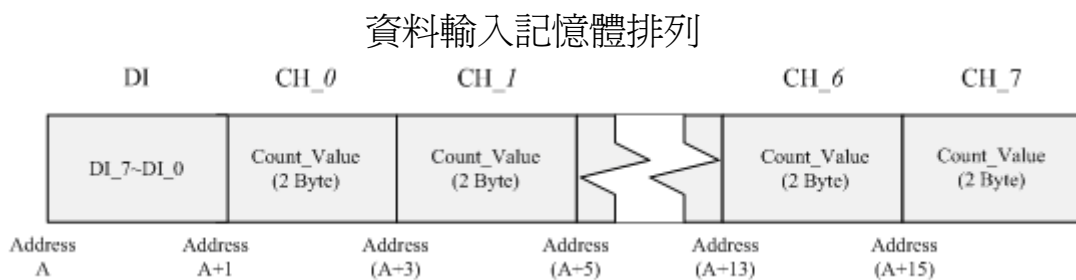 資料輸入記憶體排列
DI CH_0 CH_1 CH_6 CH_7
DI_7~DI_0 Count_Value (2 Byte) Count_Value (2 Byte) Count_Value (2 Byte) Count_Value (2 Byte)
Address A Address A+1 Address (A+3) Address (A+5) Address (A+13) Address (A+15)